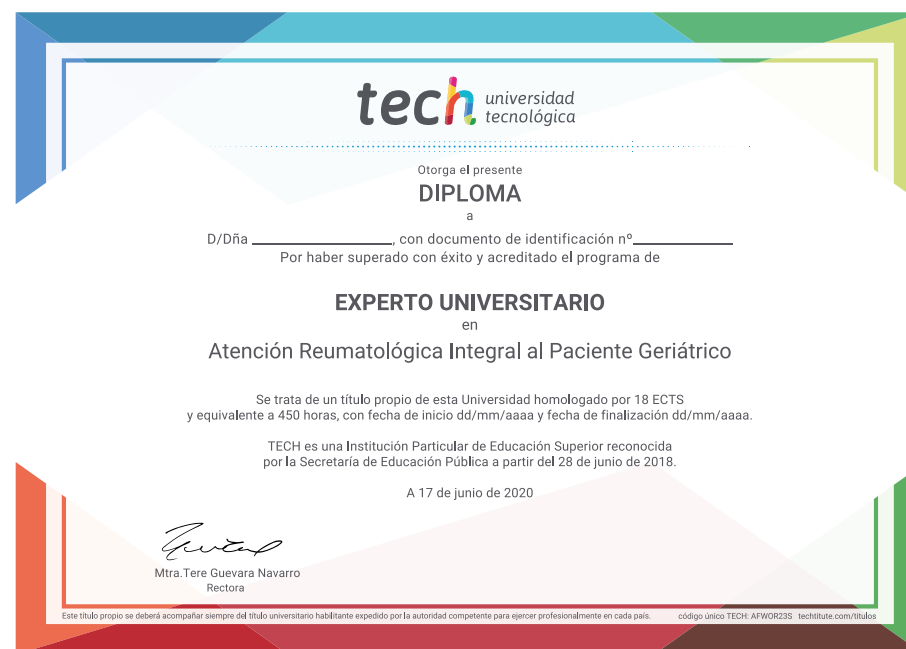 tech universidad
tecnológica
Otorga el presente
DIPLOMA
a
D/Dña ________________, con documento de identificación nº____________
Por haber superado con éxito y acreditado el programa de
EXPERTO UNIVERSITARIO
en
Atención Reumatológica Integral al Paciente Geriátrico
Se trata de un título propio de esta Universidad homologado por 18 ECTS
y equivalente a 450 horas, con fecha de inicio dd/mm/aaaa y fecha de finalización dd/mm/aaaa.
TECH es una Institución Particular de Educación Superior reconocida
por la Secretaría de Educación Pública a partir del 28 de junio de 2018.
A 17 de junio de 2020
Mtra.Tere Guevara Navarro
Rectora
Este título propio se deberá acompañar siempre del título universitario habilitante expedido por la autoridad competente para ejercer profesionalmente en cada país. código único TECH: AFWOR23S techtitute.com/titulos